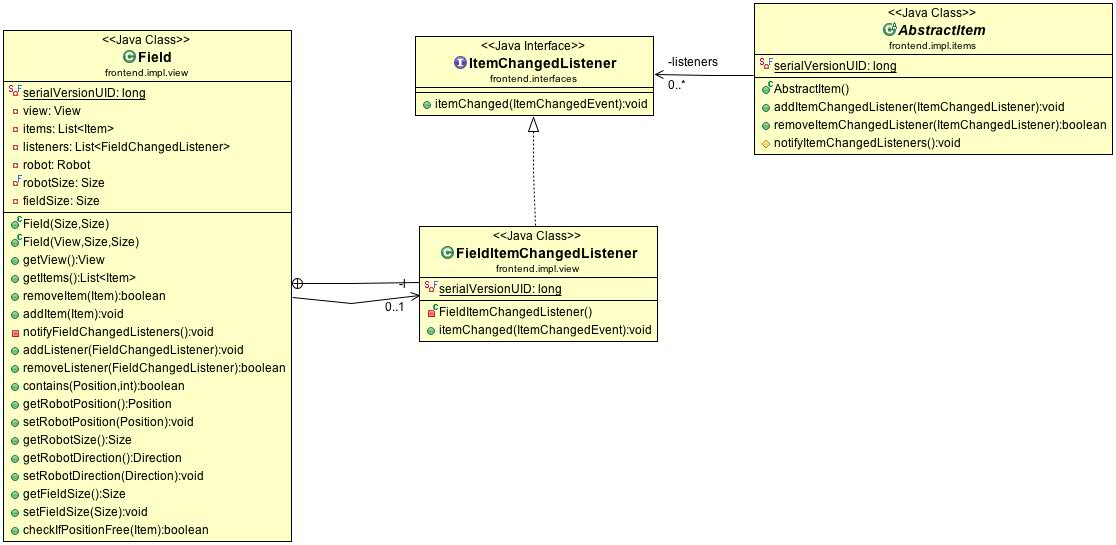 <<Java Class>>
Field
frontend.impl.view
serialVersionUID: long
view: View
items: List<Item>
listeners: List<FieldChangedListener>
robot: Robot
robotSize: Size
fieldSize: Size
Field(Size,Size)
Field(View,Size,Size)
getView():View
getItems():List<Item>
removeItem(Item):boolean
addItem(Item):void
notifyFieldChangedListeners():void
addListener(FieldChangedListener):void
removeListener(FieldChangedListener):boolean
contains(Position,int):boolean
getRobotPosition():Position
setRobotPosition(Position):void
getRobotSize():Size
getRobotDirection():Direction
setRobotDirection(Direction):void
getFieldSize():Size
setFieldSize(Size):void
checkIfPositionFree(Item):boolean
<<Java Interface>>
ItemChangedListener
frontend.interfaces
itemChanged(ItemChangedEvent):void
-listeners
0..*
<<Java Class>>
AbstractItem
frontend.impl.items
serialVersionUID: long
AbstractItem()
addItemChangedListener(ItemChangedListener):void
removeItemChangedListener(ItemChangedListener):boolean
notifyItemChangedListeners():void
<<Java Class>>
FieldItemChangedListener
frontend.impl.view
serialVersionUID: long
FieldItemChangedListener()
itemChanged(ItemChangedEvent):void
0..1